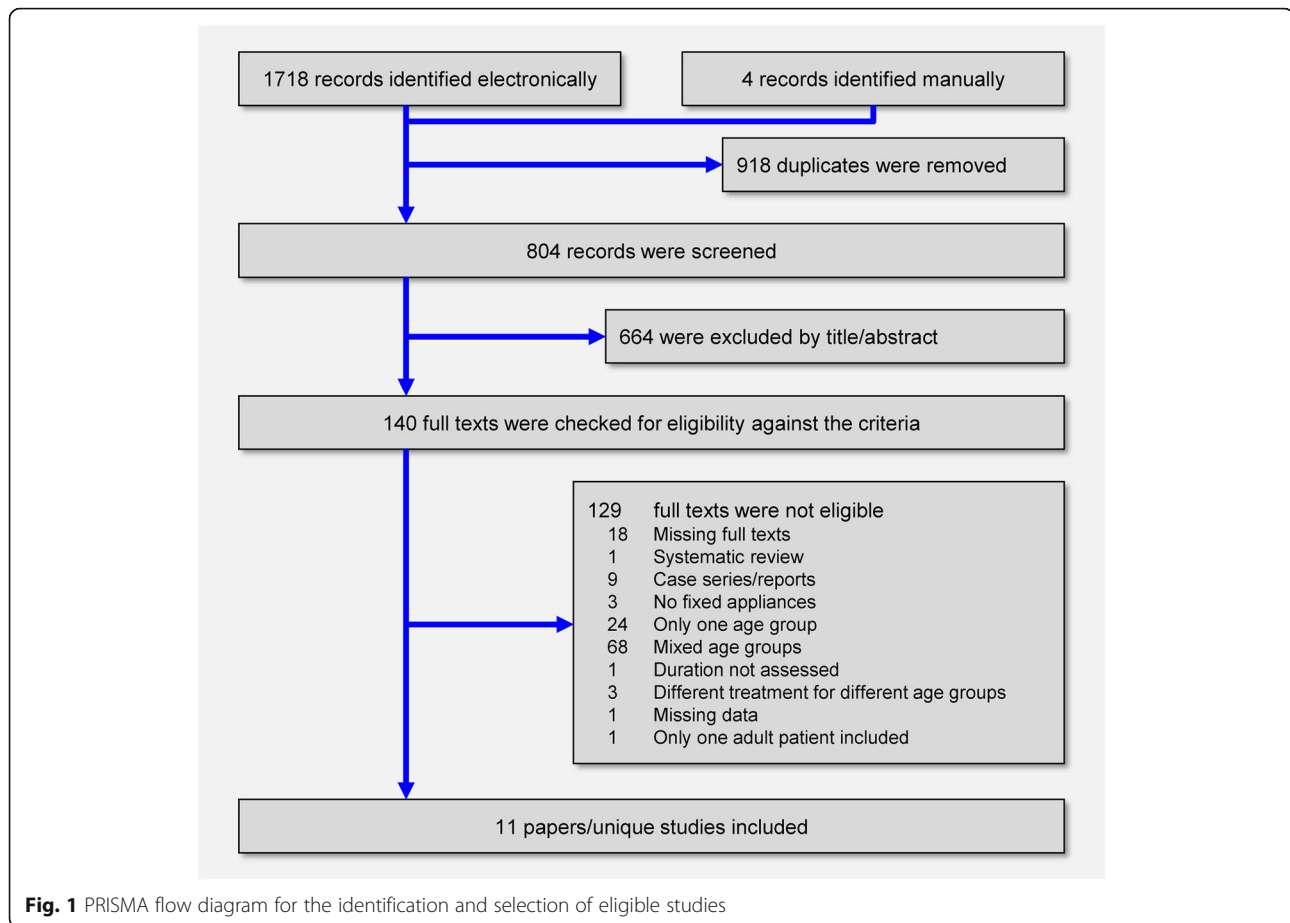 1718 records identified electronically
4 records identified manually
918 duplicates were removed
804 records were screened
664 were excluded by title/abstract
140 full texts were checked for eligibility against the criteria
129 full texts were not eligible
18 Missing full texts
1 Systematic review
9 Case series/reports
3 No fixed appliances
24 Only one age group
68 Mixed age groups
1 Duration not assessed
3 Different treatment for different age groups
1 Missing data
1 Only one adult patient included
11 papers/unique studies included
Fig. 1 PRISMA flow diagram for the identification and selection of eligible studies